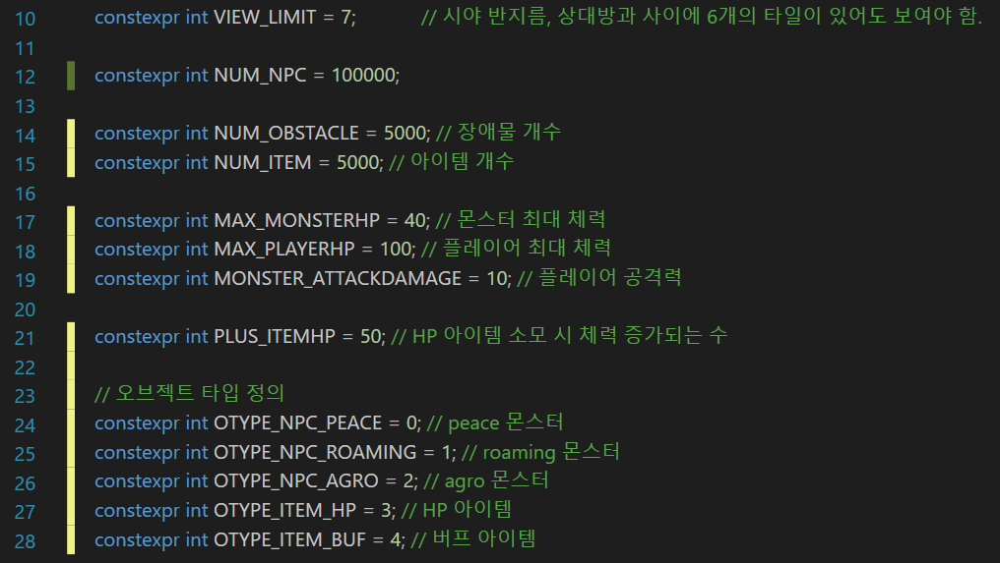 10 constexpr int VIEW_LIMIT = 7; // 시야 반지름, 상대방과 사이에 6개의 타일이 있어도 보여야 함.
11
12 constexpr int NUM_NPC = 100000;
13
14 constexpr int NUM_OBSTACLE = 5000; // 장애물 개수
15 constexpr int NUM_ITEM = 5000; // 아이템 개수
16
17 constexpr int MAX_MONSTERHP = 40; // 몬스터 최대 체력
18 constexpr int MAX_PLAYERHP = 100; // 플레이어 최대 체력
19 constexpr int MONSTER_ATTACKDAMAGE = 10; // 플레이어 공격력
20
21 constexpr int PLUS_ITEMHP = 50; // HP 아이템 소모 시 체력 증가되는 수
22
23 // 오브젝트 타입 정의
24 constexpr int OTYPE_NPC_PEACE = 0; // peace 몬스터
25 constexpr int OTYPE_NPC_ROAMING = 1; // roaming 몬스터
26 constexpr int OTYPE_NPC_AGRO = 2; // agro 몬스터
27 constexpr int OTYPE_ITEM_HP = 3; // HP 아이템
28 constexpr int OTYPE_ITEM_BUF = 4; // 버프 아이템